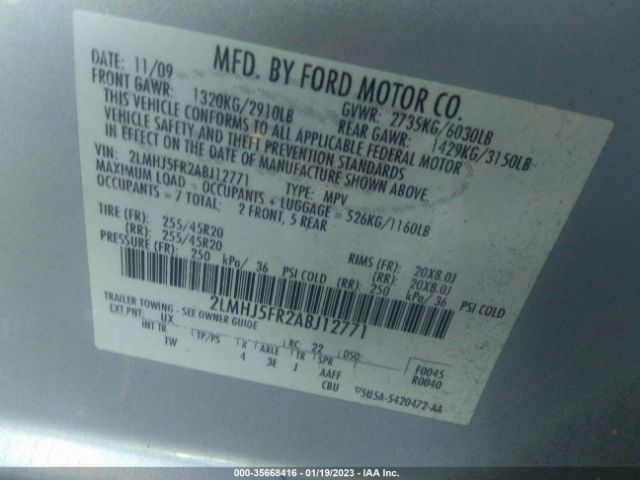 MFD. BY FORD MOTOR CO.
DATE: 11/09 GVWR: 2735KG/6030LB
FRONT GAWR: 1320KG/2910LB REAR GAWR: 1429KG/3150LB
THIS VEHICLE CONFORMS TO ALL APPLICABLE FEDERAL MOTOR
VEHICLE SAFETY AND THEFT PREVENTION STANDARDS
IN EFFECT ON THE DATE OF MANUFACTURE SHOWN ABOVE.
VIN: 2LMHJ5FR2ABJ12771 TYPE: MPV
MAXIMUM LOAD = OCCUPANTS + LUGGAGE = 526KG/1160LB
OCCUPANTS = 7 TOTAL: 2 FRONT, 5 REAR
TIRE (FR): 255/45R20 RIMS (FR): 20X8.0J
(RR): 255/45R20 (RR): 20X8.0J
PRESSURE (FR): 250 kPa/ 36 PSI COLD (RR): 250 kPa/ 36 PSI COLD
2LMHJ5FR2ABJ12771
TRAILER TOWING - SEE OWNER GUIDE
EXT PNT: UX RC: 22 DSO: F0045
INT TR TP/PS R AXLE TR SPR R0040
TW 4 3E J AAFF
CBU 5U5A-5420472-AA
000-35668416 - 01/19/2023 - IAA Inc.